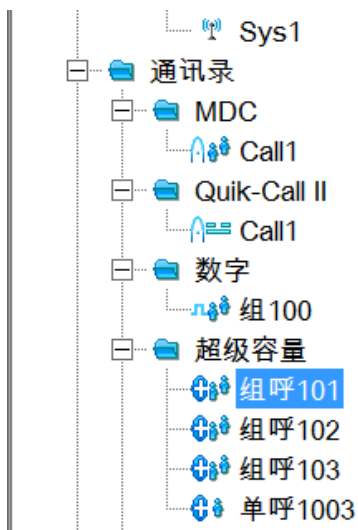 Sys1
通讯录
MDC
Call1
Quik-Call II
Call1
数字
组100
超级容量
组呼101
组呼102
组呼103
单呼1003